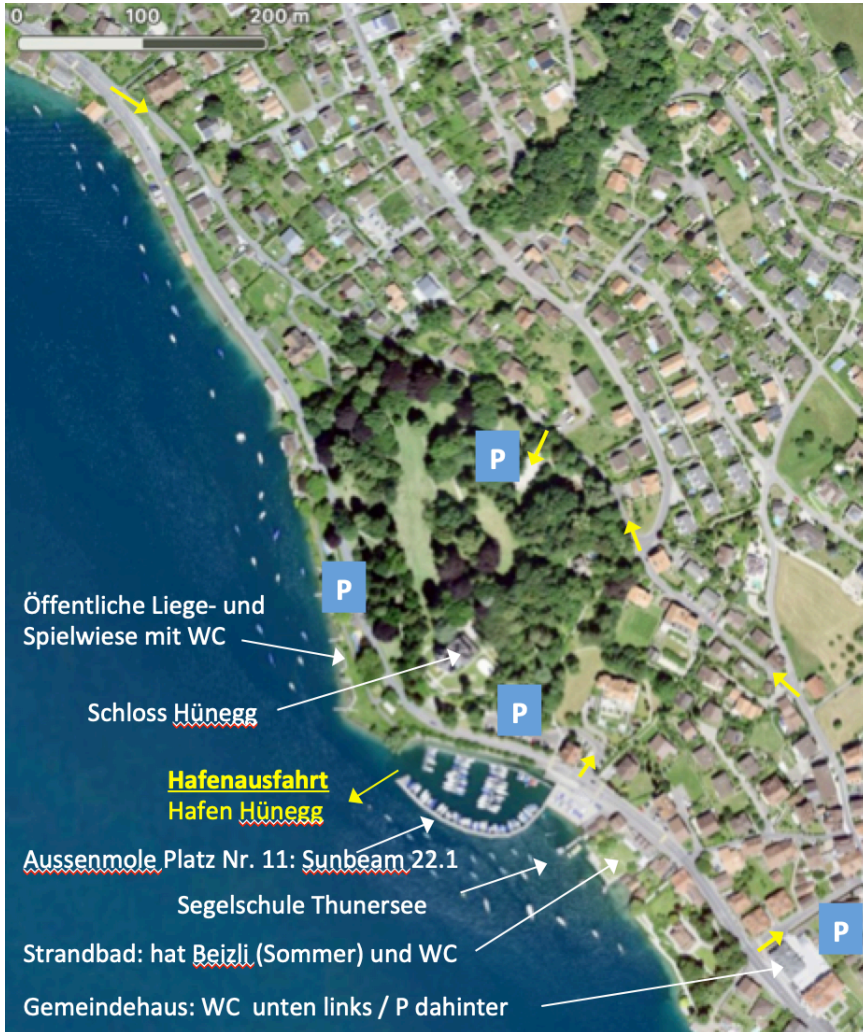 0 100 200 m
P
P
Öffentliche Liege- und
Spielwiese mit WC
Schloss Hünegg
P
Hafenausfahrt
Hafen Hünegg
Aussenmole Platz Nr. 11: Sunbeam 22.1
Segelschule Thunersee
P
Strandbad: hat Beizli (Sommer) und WC
Gemeindehaus: WC unten links / P dahinter